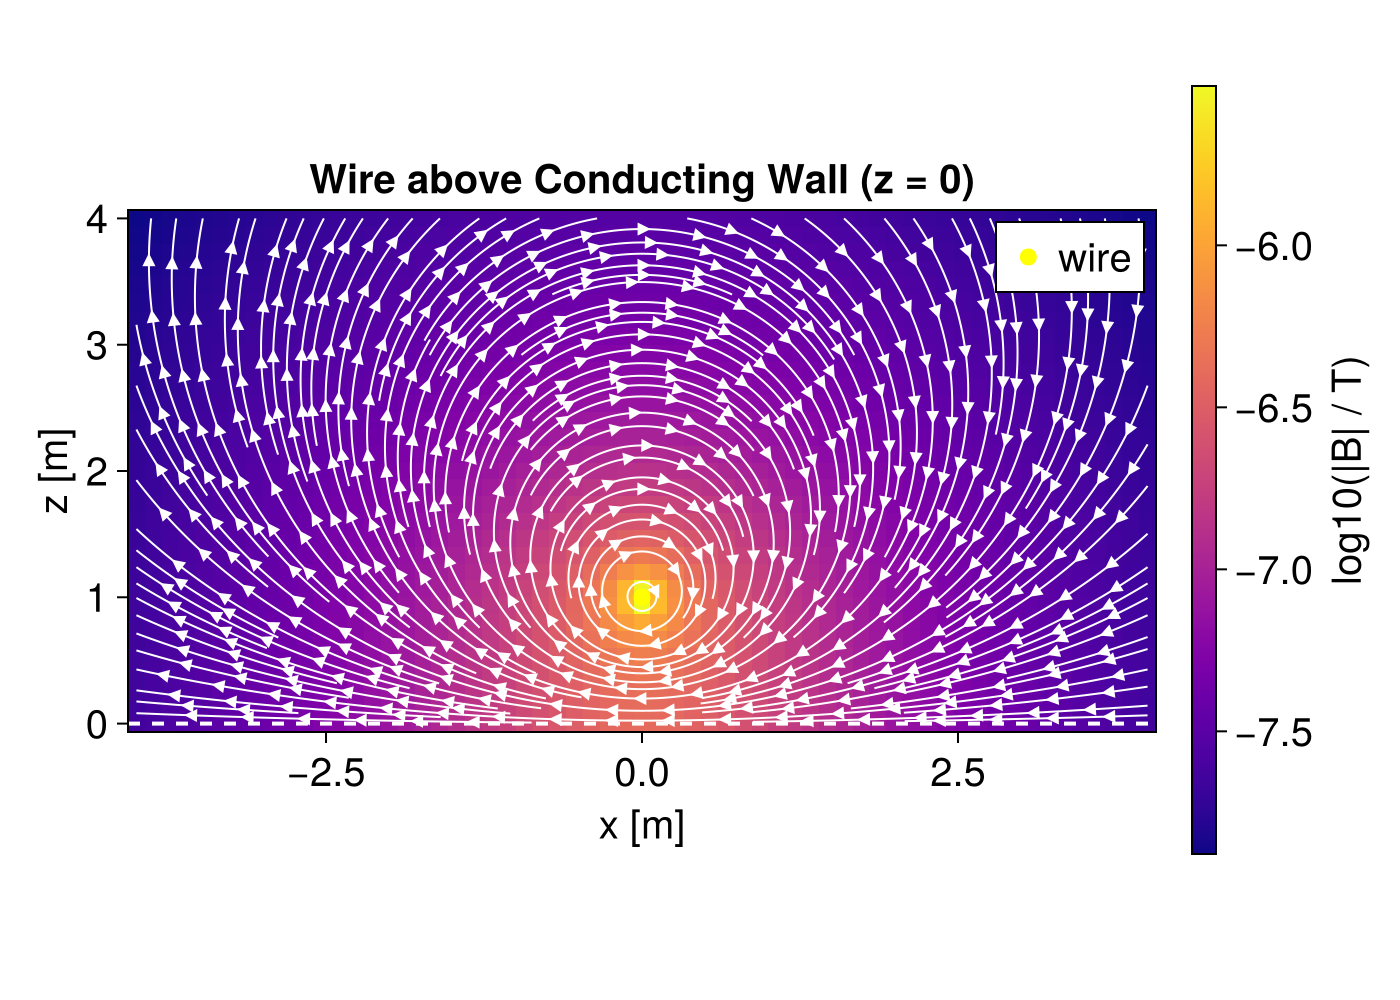 Wire above Conducting Wall (z = 0)
wire
4
3
2
1
0
z [m]
−2.5
0.0
2.5
x [m]
−6.0
−6.5
−7.0
−7.5
log10(|B| / T)